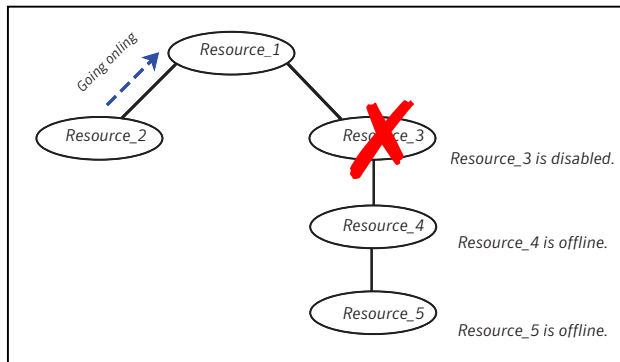 Going onling
Resource_1
Resource_2
Resource_3
Resource_3 is disabled.
Resource_4
Resource_4 is offline.
Resource_5
Resource_5 is offline.